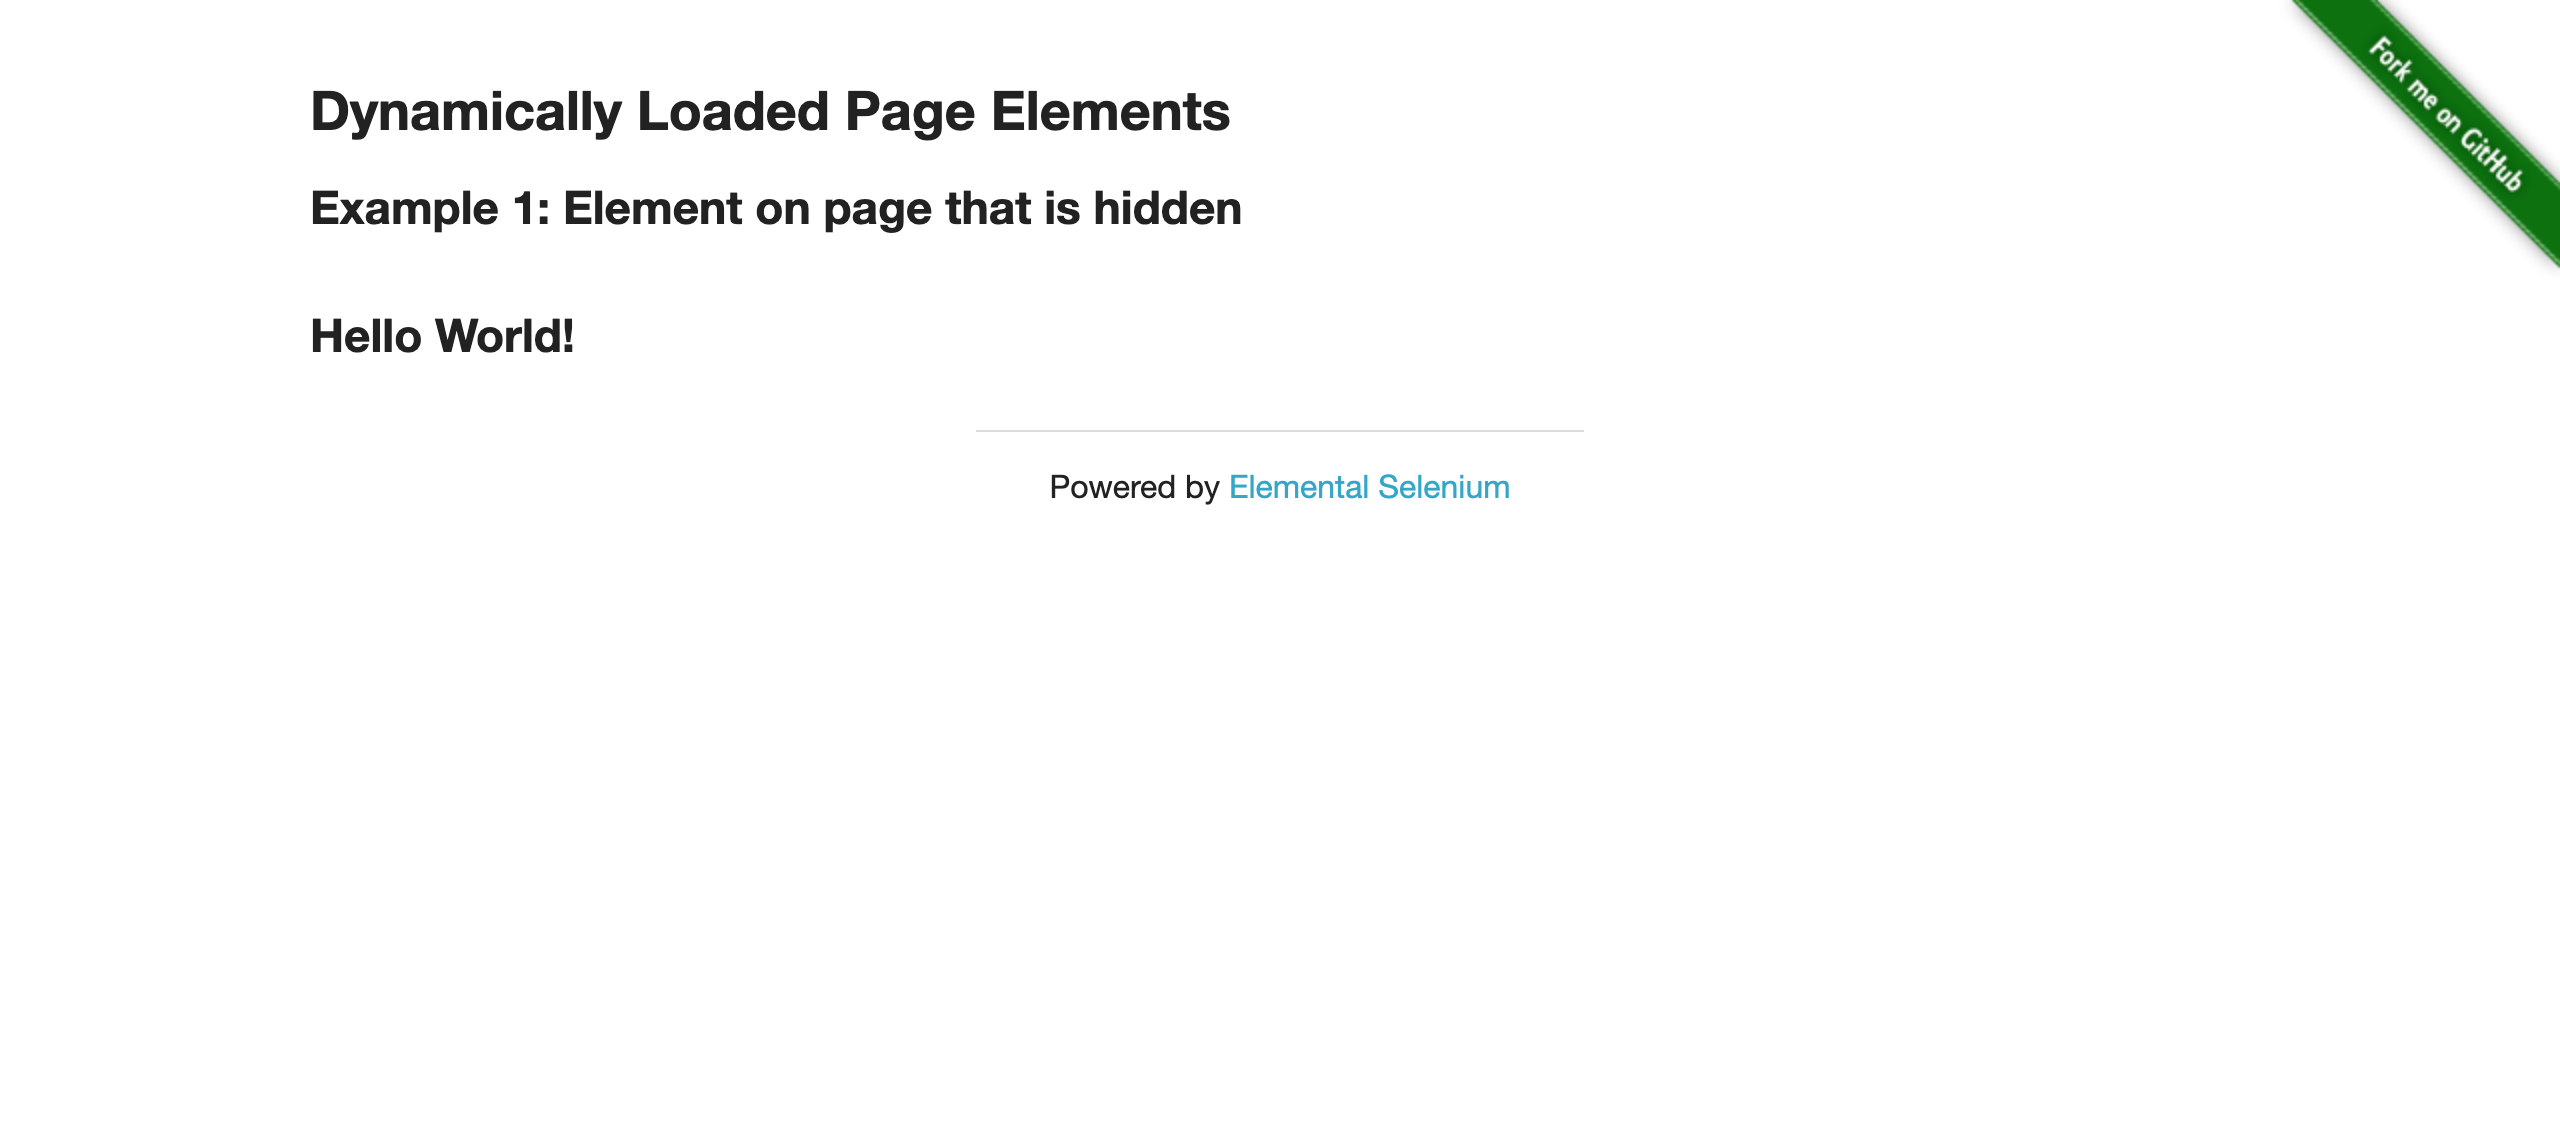 Dynamically Loaded Page Elements
Example 1: Element on page that is hidden
Hello World!
Powered by Elemental Selenium
Fork me on GitHub